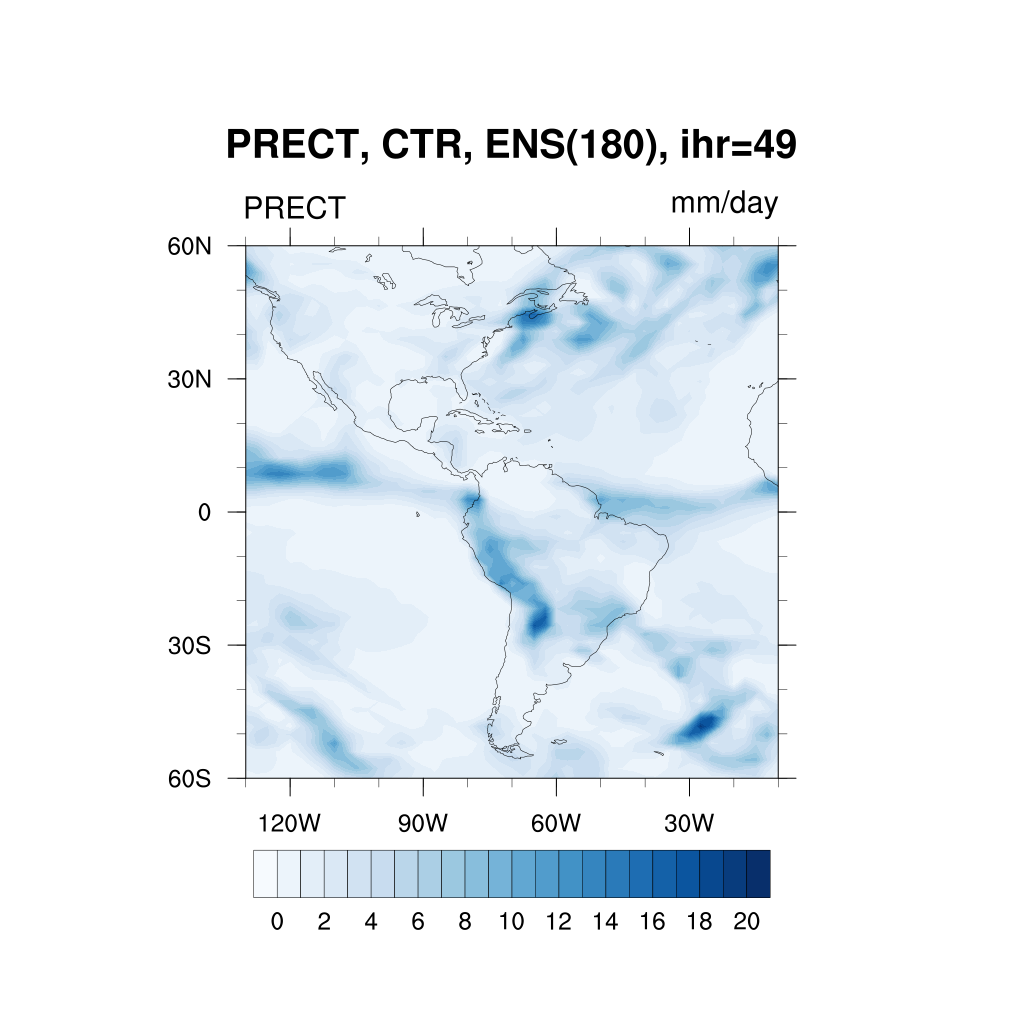 PRECT, CTR, ENS(180), ihr=49
PRECT mm/day
60N
30N
0
30S
60S
120W 90W 60W 30W
0 2 4 6 8 10 12 14 16 18 20